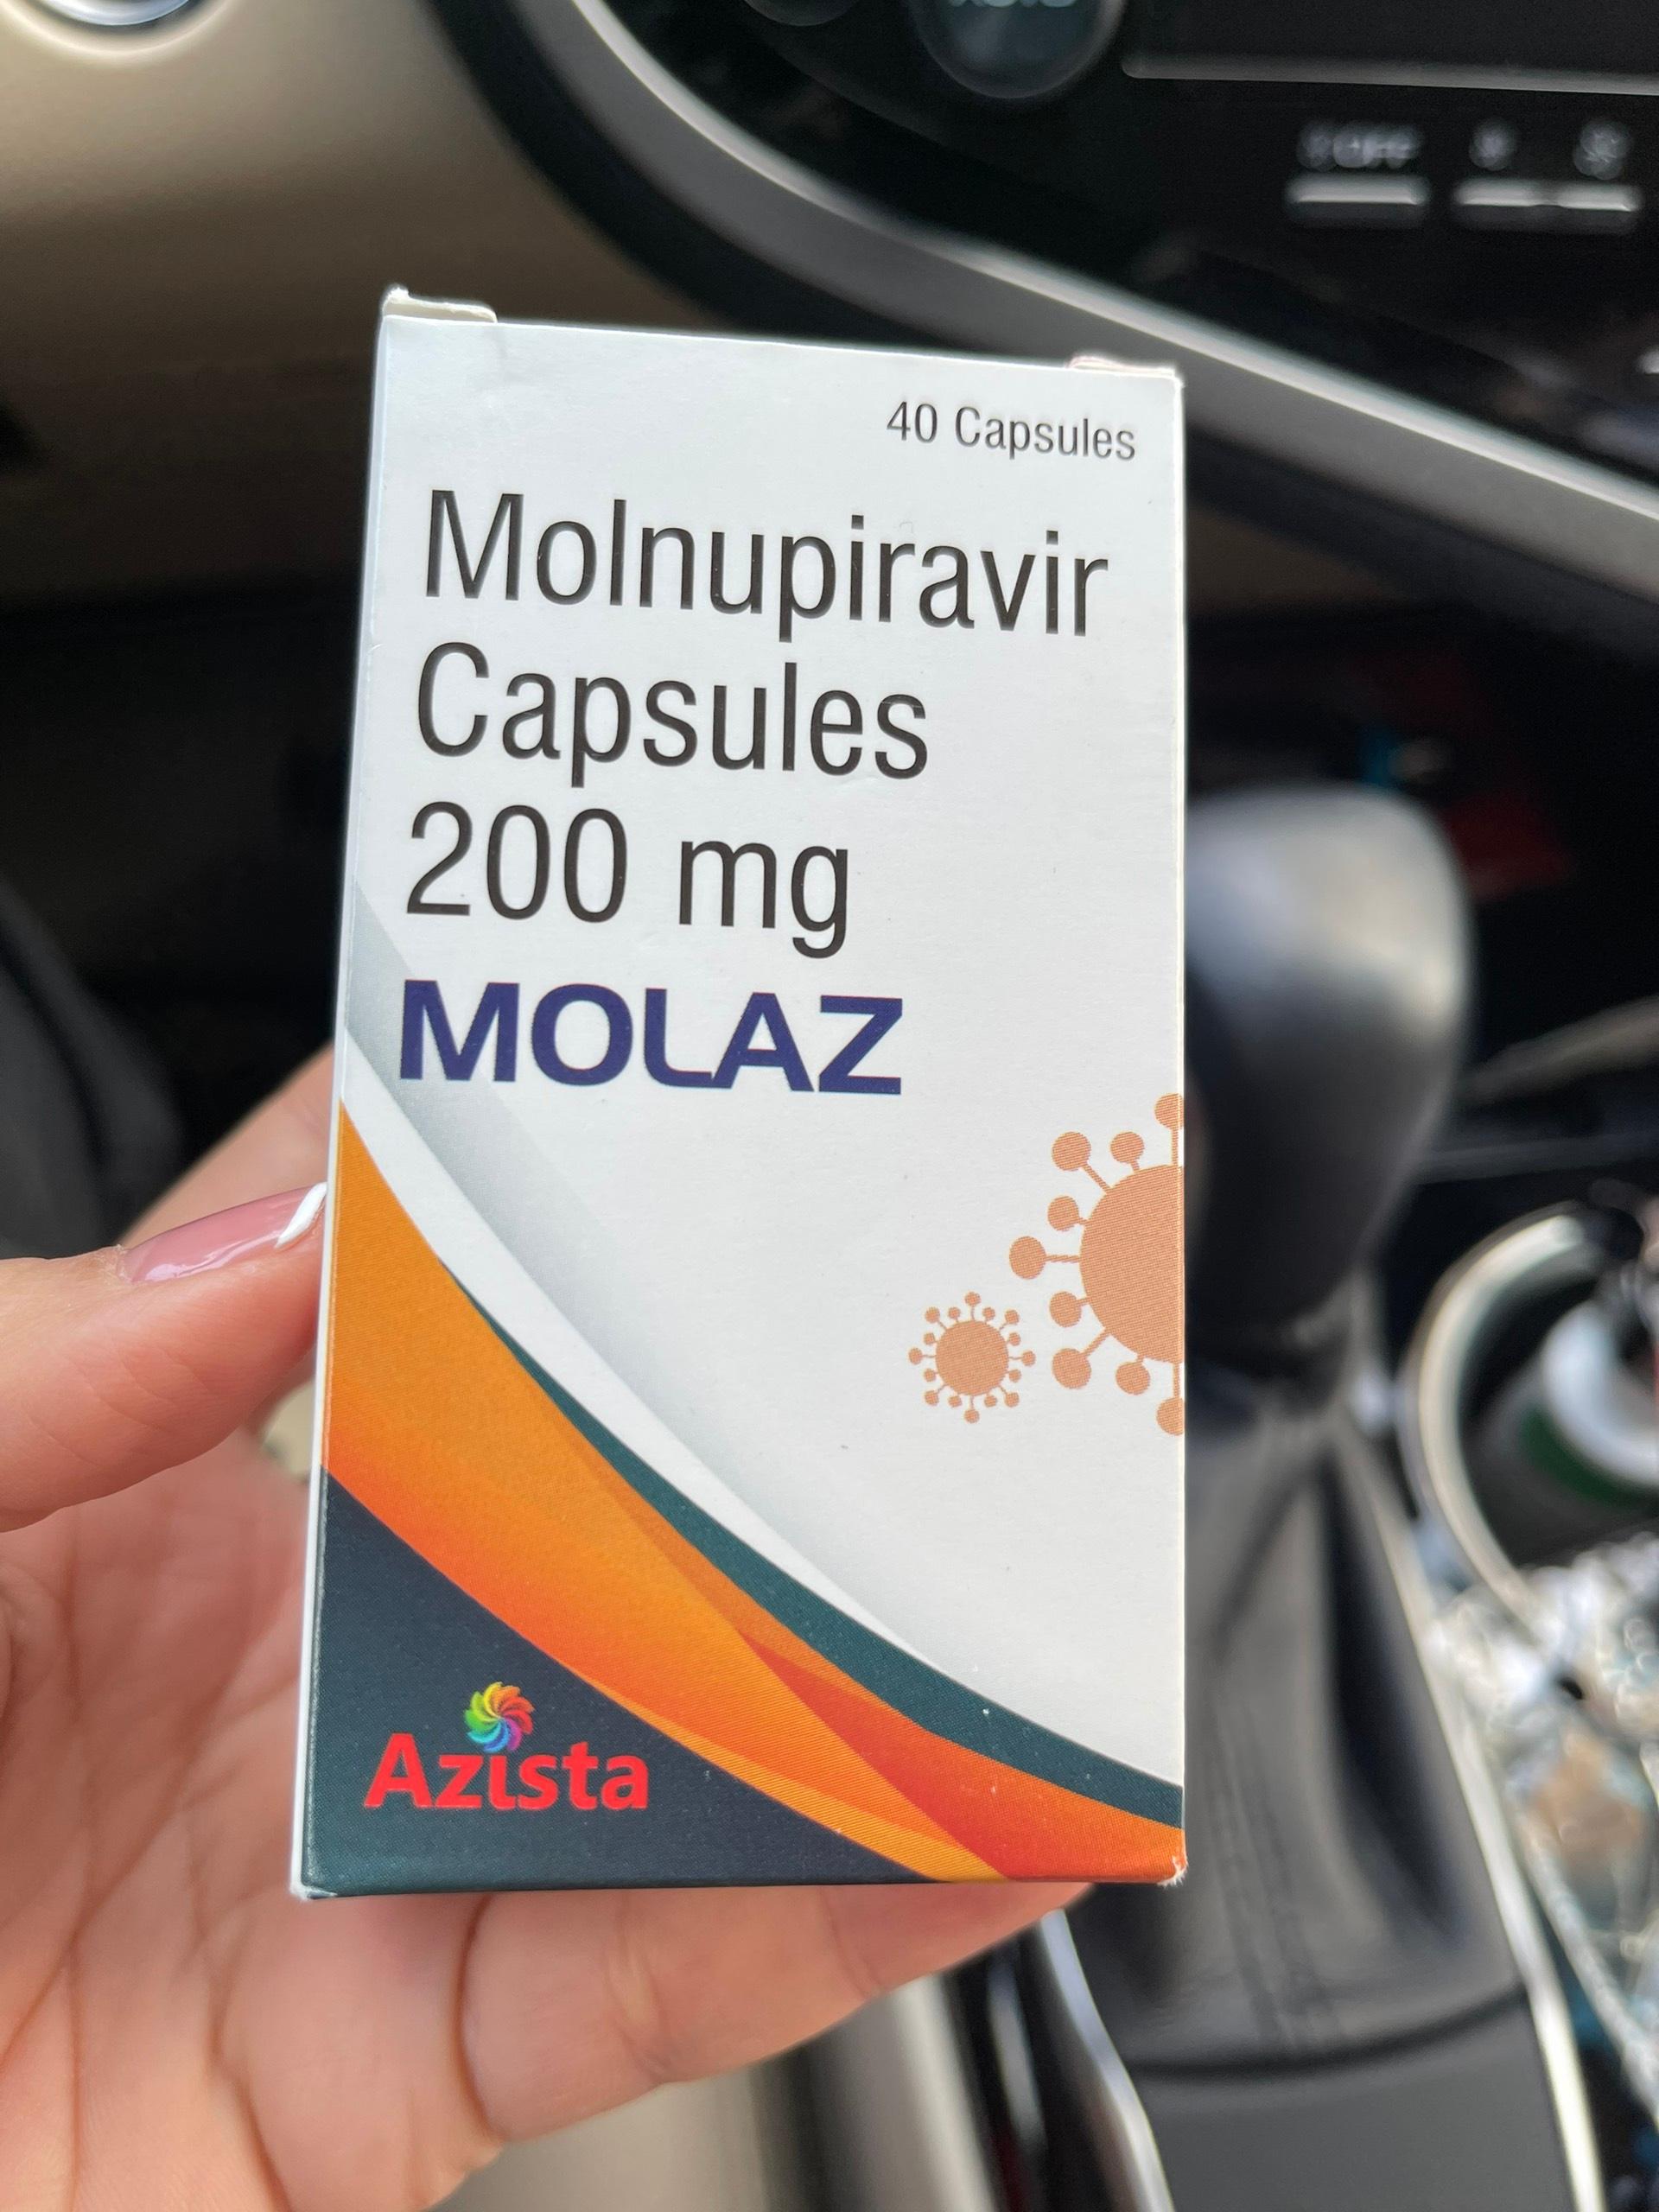 40 Capsules
Molnupiravir
Capsules
200 mg
MOLAZ
Azista